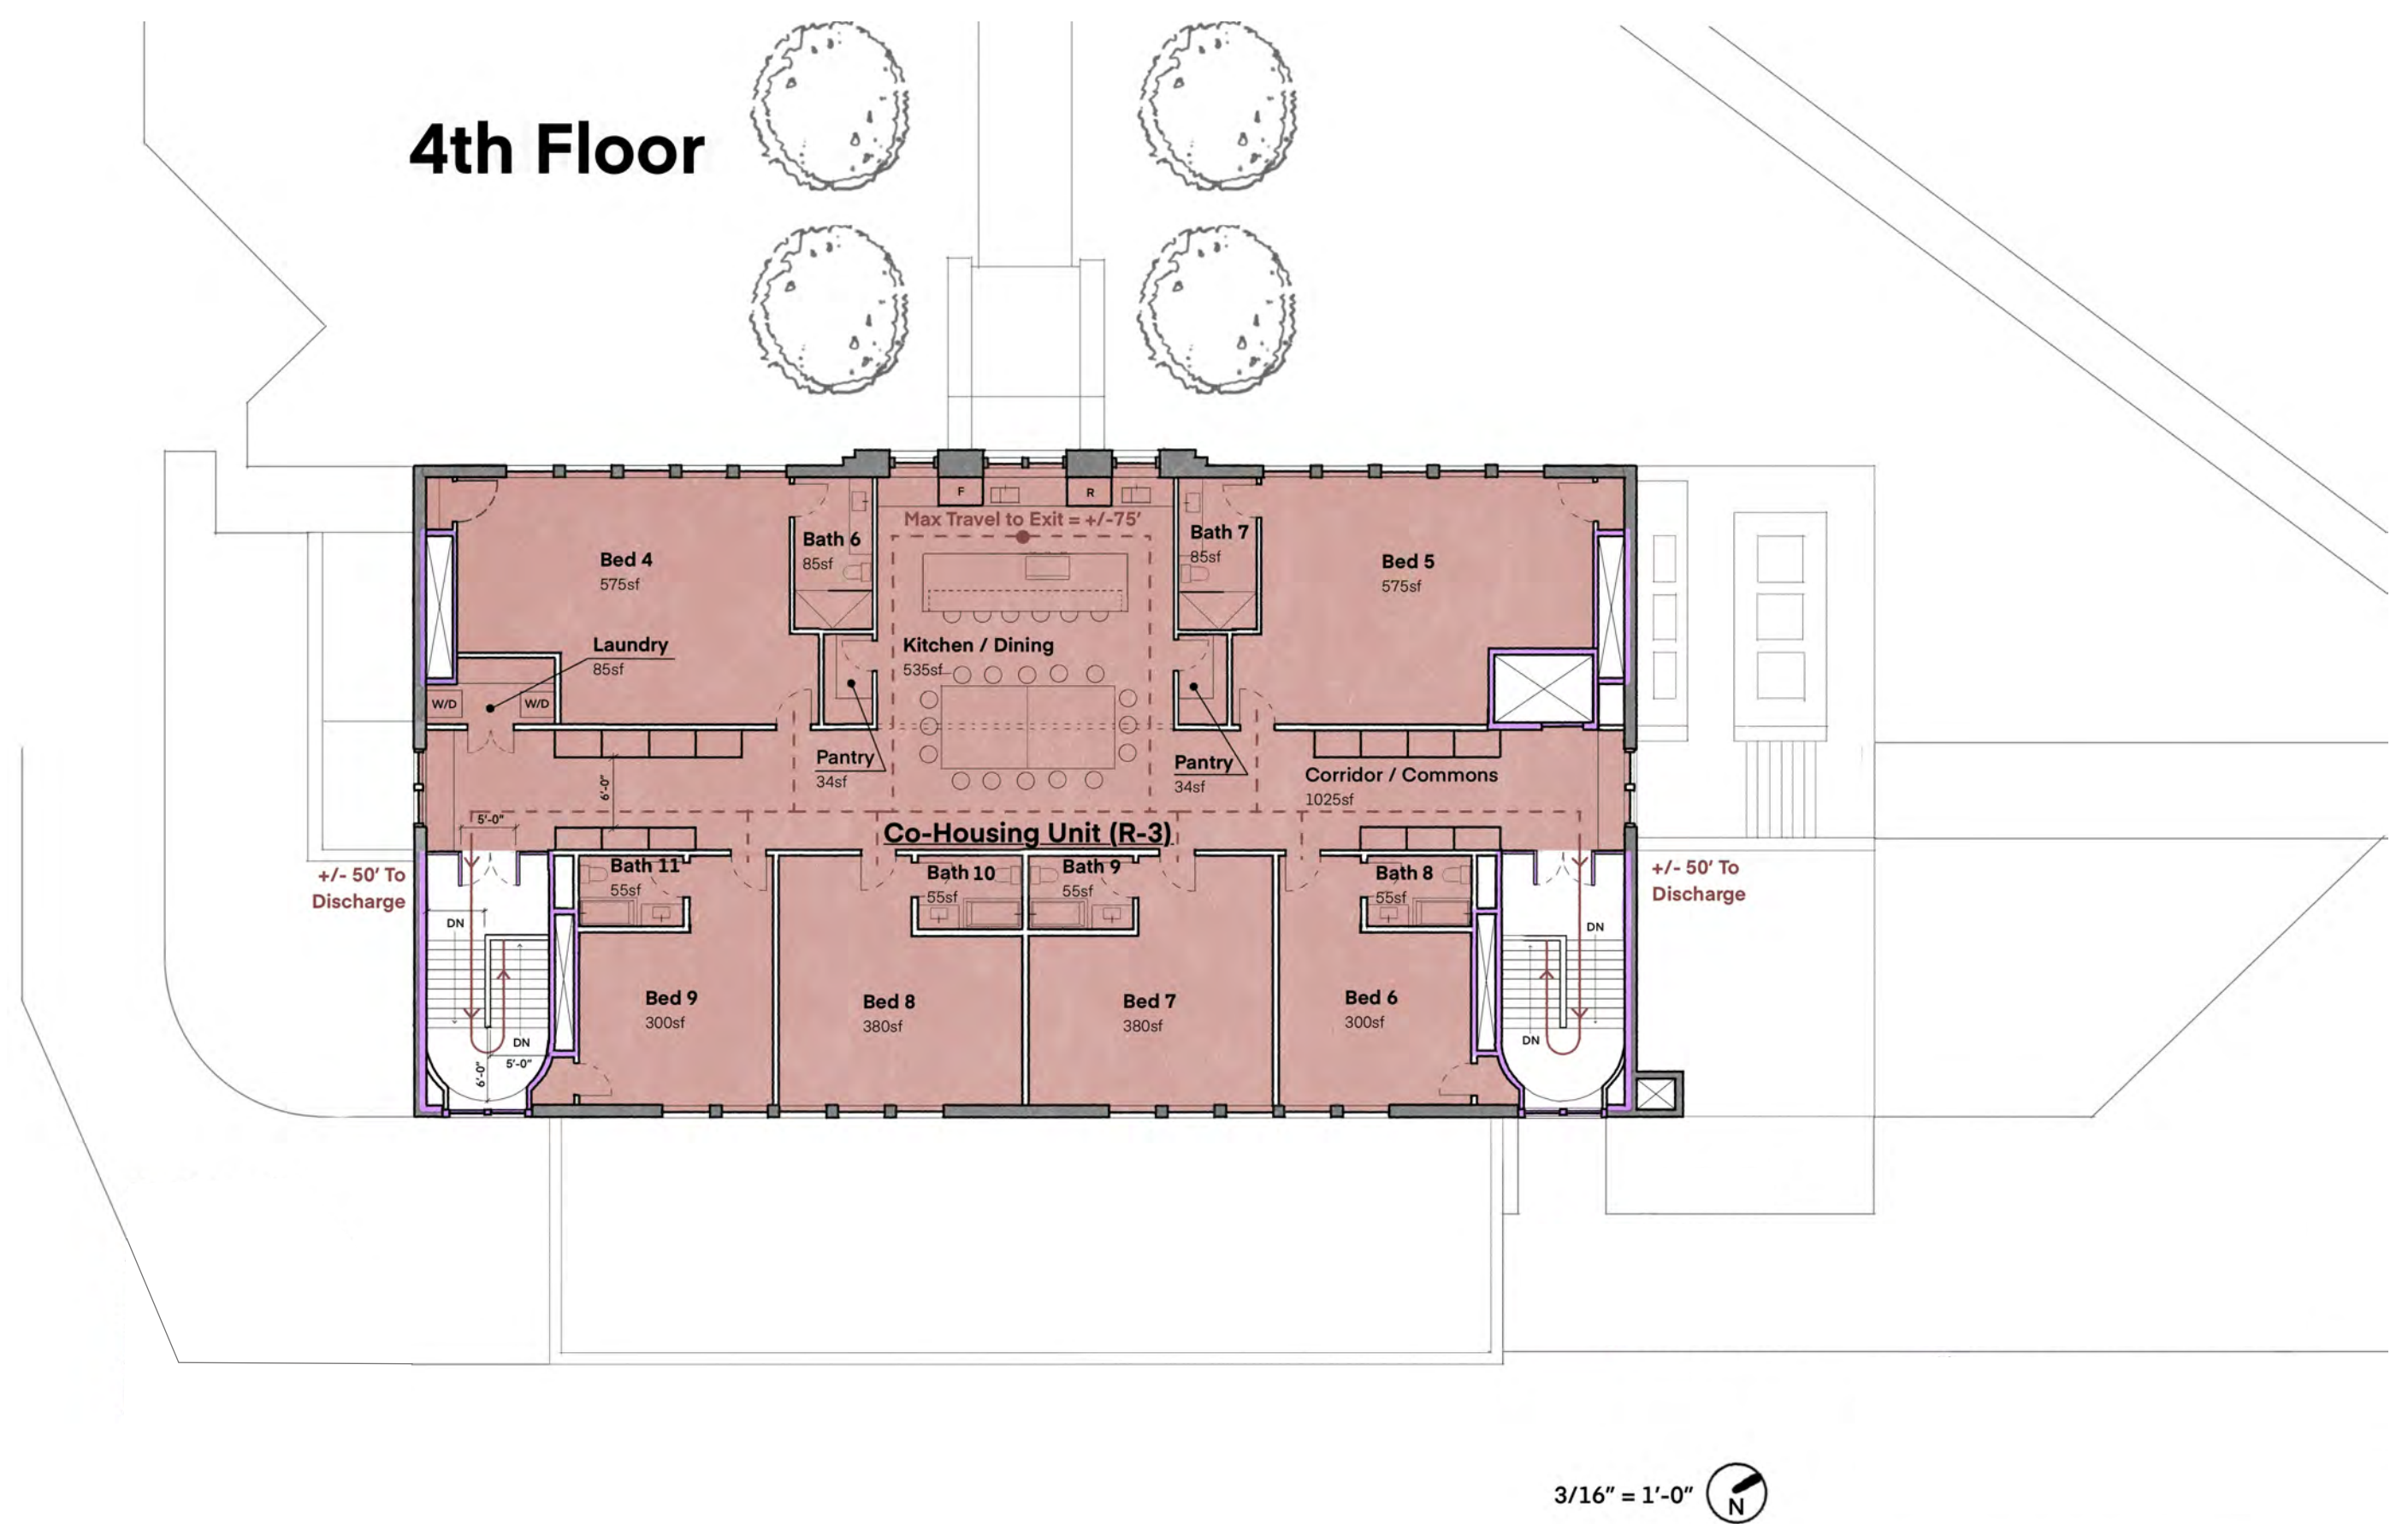 4th Floor
F
R
Max Travel to Exit = +/-75’
Bath 6
85sf
Bath 7
85sf
Bed 4
575sf
Bed 5
575sf
Laundry
85sf
Kitchen / Dining
535sf
W/D
W/D
Pantry
34sf
Pantry
34sf
Corridor / Commons
1025sf
6’-0”
5’-0”
Co-Housing Unit (R-3)
+/- 50’ To
Discharge
+/- 50’ To
Discharge
Bath 11
55sf
Bath 10
55sf
Bath 9
55sf
Bath 8
55sf
DN
DN
Bed 9
300sf
Bed 8
380sf
Bed 7
380sf
Bed 6
300sf
DN
DN
5’-0”
6’-0”
3/16” = 1’-0”
N